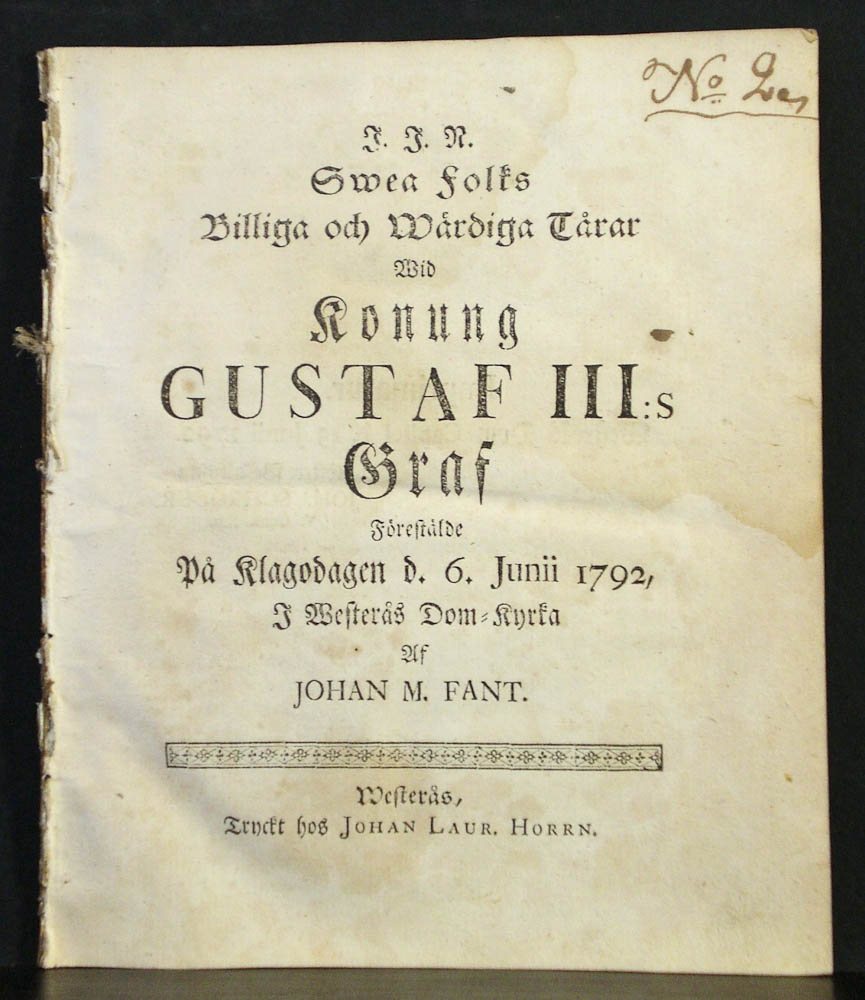 No 2
J. J. N.
Swea Folks
Billiga och Wärdiga Tårar
Wid
Konung
GUSTAF III:s
Graf
Förestälde
På Klagodagen d. 6. Junii 1792,
I Westerås Dom-Kyrka
Af
JOHAN M. FANT.
Westerås,
Tryckt hos JOHAN LAUR. HORRN.